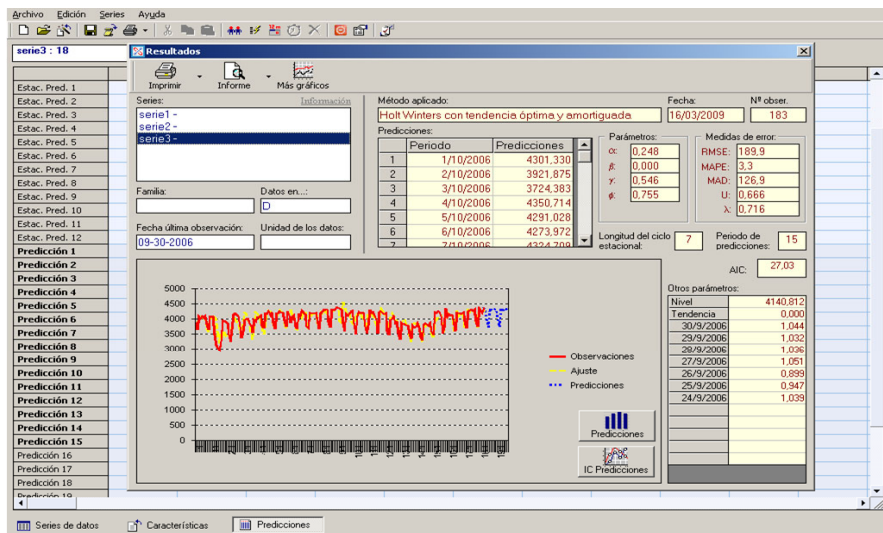 Archivo Edición Series Ayuda
serie3 : 18
Estac. Pred. 1
Estac. Pred. 2
Estac. Pred. 3
Estac. Pred. 4
Estac. Pred. 5
Estac. Pred. 6
Estac. Pred. 7
Estac. Pred. 8
Estac. Pred. 9
Estac. Pred. 10
Estac. Pred. 11
Estac. Pred. 12
Predicción 1
Predicción 2
Predicción 3
Predicción 4
Predicción 5
Predicción 6
Predicción 7
Predicción 8
Predicción 9
Predicción 10
Predicción 11
Predicción 12
Predicción 13
Predicción 14
Predicción 15
Predicción 16
Predicción 17
Predicción 18
Predicción 19
Resultados
Imprimir Informe Más gráficos
Series: Información
serie1 -
serie2 -
serie3 -
Familia: Datos en...:
D
Fecha última observación: Unidad de los datos:
09-30-2006
Método aplicado: Fecha: Nº obser.
Holt Winters con tendencia óptima y amortiguada 16/03/2009 183
Predicciones:
Periodo Predicciones
1 1/10/2006 4301,330
2 2/10/2006 3921,875
3 3/10/2006 3724,383
4 4/10/2006 4350,714
5 5/10/2006 4291,028
6 6/10/2006 4273,972
7 7/10/2006 4324,709
Parámetros:
α: 0,248
β: 0,000
γ: 0,546
ϕ: 0,755
Medidas de error:
RMSE: 189,9
MAPE: 3,3
MAD: 126,9
U: 0,666
λ: 0,716
Longitud del ciclo estacional: 7 Periodo de predicciones: 15
AIC: 27,03
Otros parámetros:
Nivel 4140,812
Tendencia 0,000
30/9/2006 1,044
29/9/2006 1,032
28/9/2006 1,036
27/9/2006 1,051
26/9/2006 0,899
25/9/2006 0,947
24/9/2006 1,039
5000
4500
4000
3500
3000
2500
2000
1500
1000
500
0
Observaciones
Ajuste
Predicciones
Predicciones
IC Predicciones
Series de datos Características Predicciones